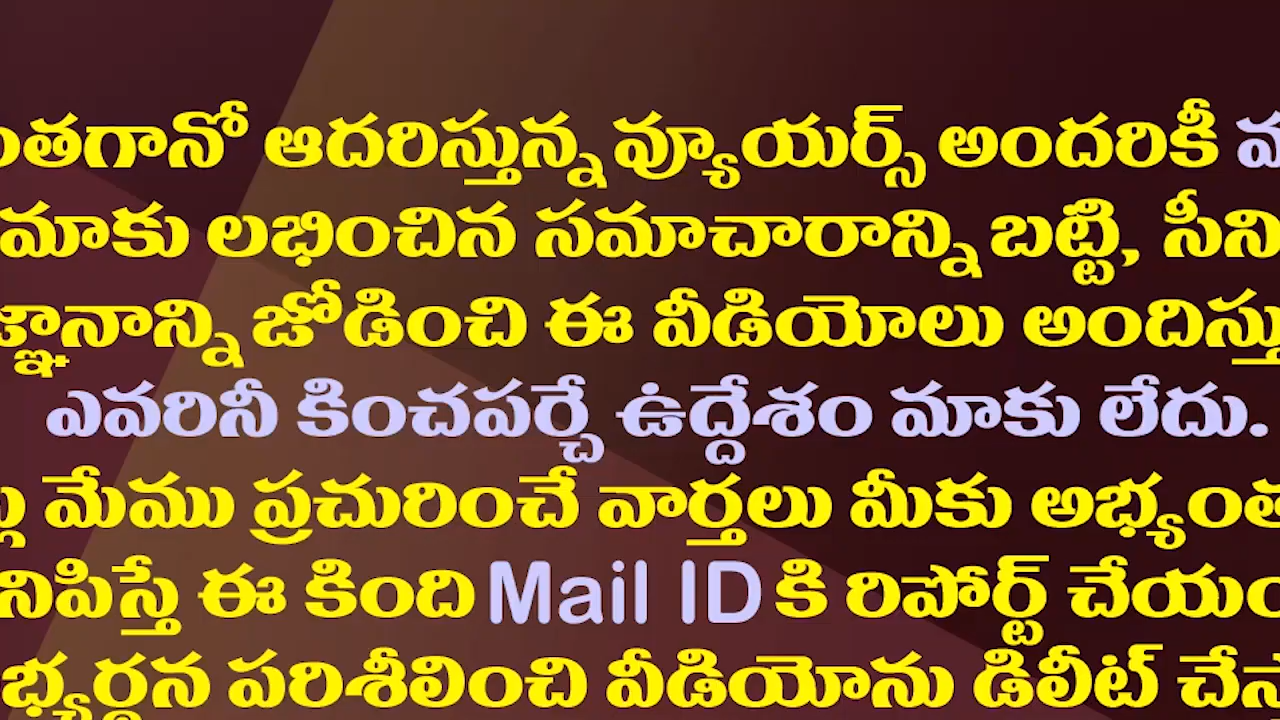 ంతగానో ఆదరిస్తున్న వ్యూయర్స్ అందరికీ
మాకు లభించిన సమాచారాన్ని బట్టి, సీని
జ్ఞానాన్ని జోడించి ఈ వీడియోలు అందిస్తు
ఎవరినీ కించపర్చే ఉద్దేశం మాకు లేదు.
మేము ప్రచురించే వార్తలు మీకు అభ్యంత
నిపిస్తే ఈ కింది Mail ID కి రిపోర్ట్ చేయం
భ్యర్థన పరిశీలించి వీడియోను డిలీట్ చేస